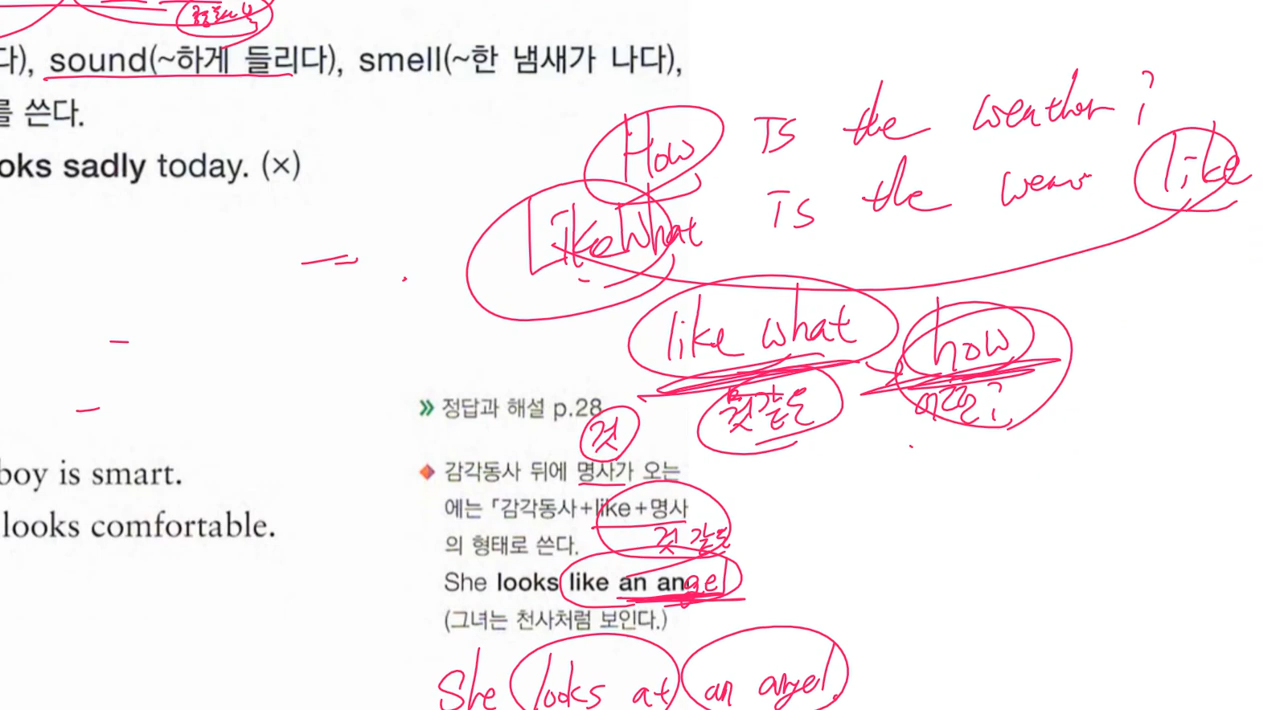 다), sound(~하게 들리다), smell(~한 냄새가 나다),
를 쓴다.
oks sadly today. (×)
How is the weather?
Like What is the wear like
like what how
것같은
정답과 해설 p.28
것
감각동사 뒤에 명사가 오는
boy is smart.
에는 「감각동사+like+명사
looks comfortable.
것 같은
의 형태로 쓴다.
She looks like an angel
(그녀는 천사처럼 보인다.)
She looks at an angel.